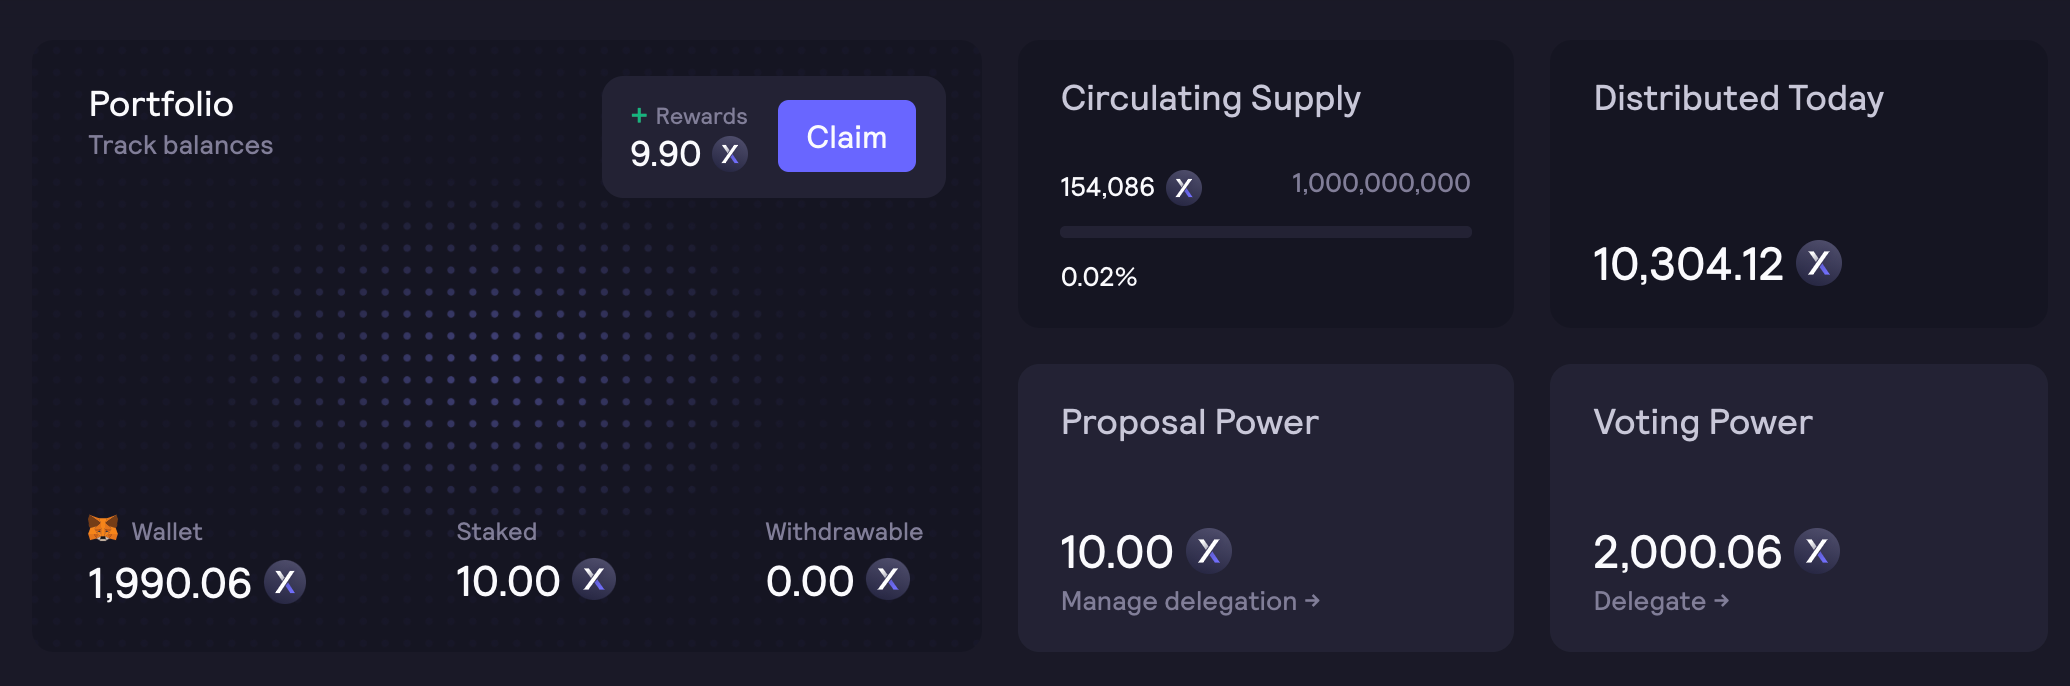 Portfolio
Track balances
+ Rewards
9.90
Claim
Wallet
1,990.06
Staked
10.00
Withdrawable
0.00
Circulating Supply
154,086
1,000,000,000
0.02%
Distributed Today
10,304.12
Proposal Power
10.00
Manage delegation →
Voting Power
2,000.06
Delegate →